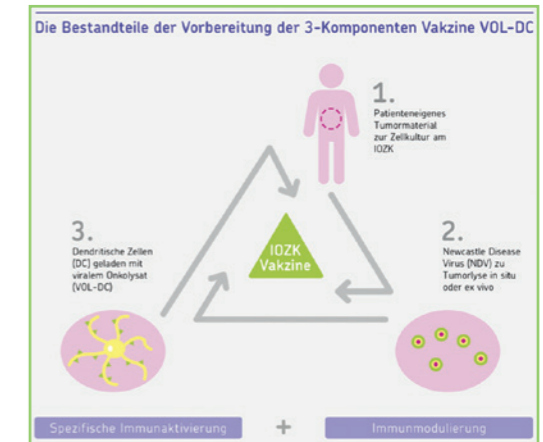 Die Bestandteile der Vorbereitung der 3-Komponenten Vakzine VOL-DC
1.
Patienteneigenes
Tumormaterial
zur Zellkultur am
IOZK
IOZK
Vakzine
3.
Dendritische Zellen
(DC) geladen mit
viralem Onkolysat
(VOL-DC)
2.
Newcastle Disease
Virus (NDV) zu
Tumorlyse in situ
oder ex vivo
Spezifische Immunaktivierung
+
Immunmodulierung